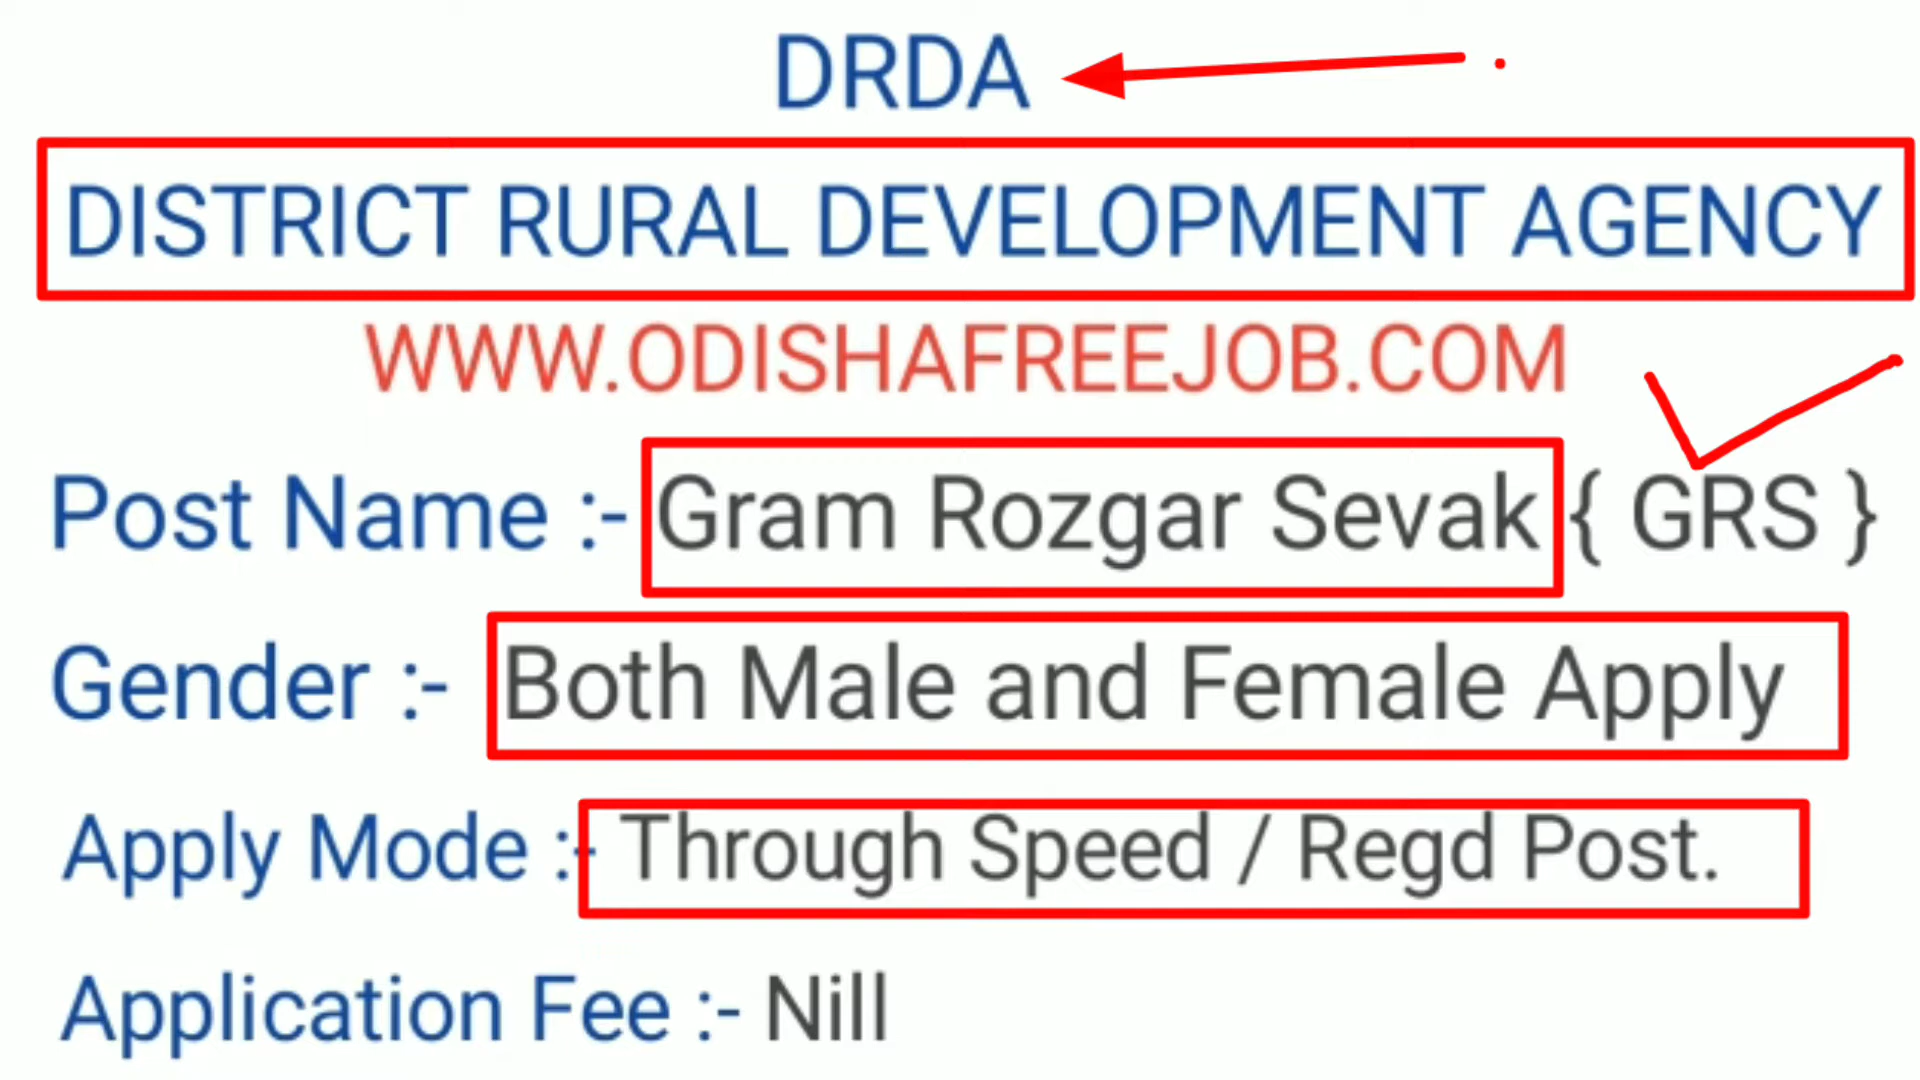 DRDA
DISTRICT RURAL DEVELOPMENT AGENCY
WWW.ODISHAFREEJOB.COM
Post Name :- Gram Rozgar Sevak { GRS }
Gender :- Both Male and Female Apply
Apply Mode :- Through Speed / Regd Post.
Application Fee :- Nill